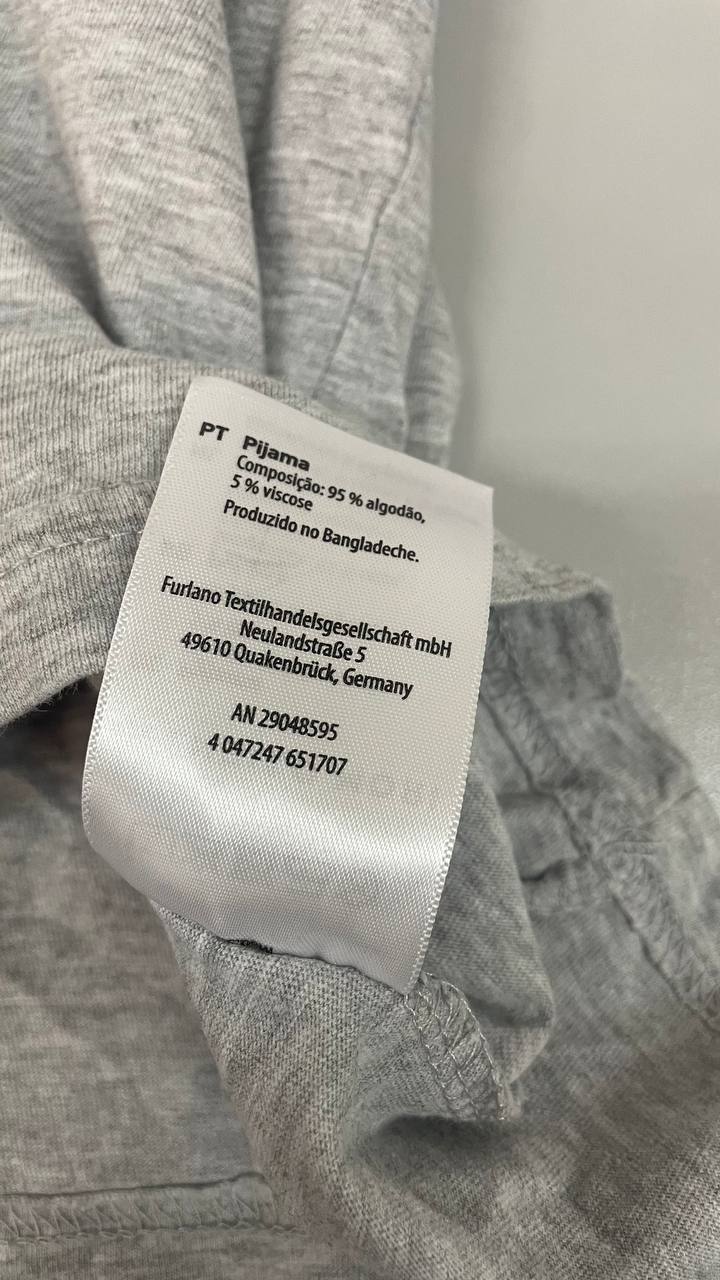 PT Pijama
Composição: 95 % algodão,
5 % viscose
Produzido no Bangladeche.
Furlano Textilhandelsgesellschaft mbH
Neulandstraße 5
49610 Quakenbrück, Germany
AN 29048595
4 047247 651707